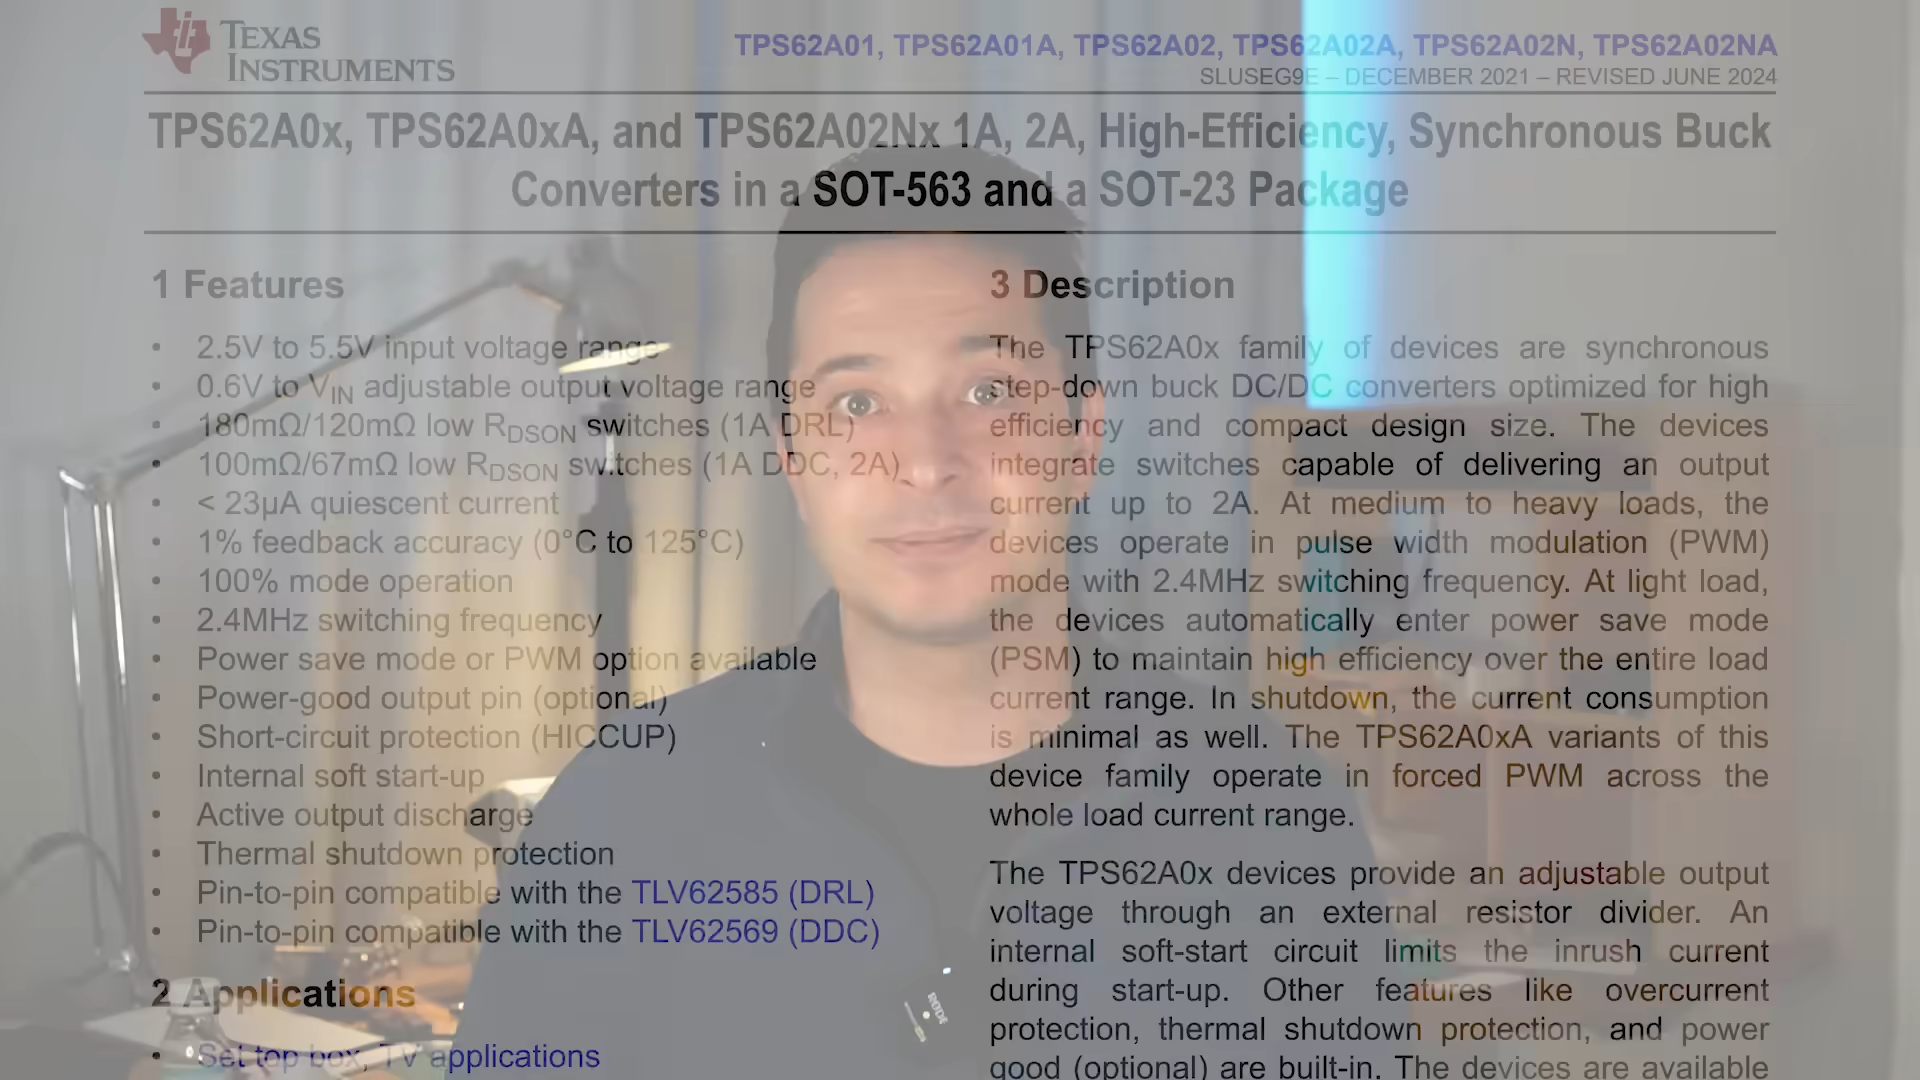 TEXAS
INSTRUMENTS
TPS62A01, TPS62A01A, TPS62A02, TPS62A02A, TPS62A02N, TPS62A02NA
SLUSEG9E – DECEMBER 2021 – REVISED JUNE 2024
TPS62A0x, TPS62A0xA, and TPS62A02Nx 1A, 2A, High-Efficiency, Synchronous Buck
Converters in a SOT-563 and a SOT-23 Package
1 Features
• 2.5V to 5.5V input voltage range
• 0.6V to VIN adjustable output voltage range
• 180mΩ/120mΩ low RDSON switches (1A DRL)
• 100mΩ/67mΩ low RDSON switches (1A DDC, 2A)
• < 23μA quiescent current
• 1% feedback accuracy (0°C to 125°C)
• 100% mode operation
• 2.4MHz switching frequency
• Power save mode or PWM option available
• Power-good output pin (optional)
• Short-circuit protection (HICCUP)
• Internal soft start-up
• Active output discharge
• Thermal shutdown protection
• Pin-to-pin compatible with the TLV62585 (DRL)
• Pin-to-pin compatible with the TLV62569 (DDC)
2 Applications
• Set top box, TV applications
3 Description
The TPS62A0x family of devices are synchronous
step-down buck DC/DC converters optimized for high
efficiency and compact design size. The devices
integrate switches capable of delivering an output
current up to 2A. At medium to heavy loads, the
devices operate in pulse width modulation (PWM)
mode with 2.4MHz switching frequency. At light load,
the devices automatically enter power save mode
(PSM) to maintain high efficiency over the entire load
current range. In shutdown, the current consumption
is minimal as well. The TPS62A0xA variants of this
device family operate in forced PWM across the
whole load current range.
The TPS62A0x devices provide an adjustable output
voltage through an external resistor divider. An
internal soft-start circuit limits the inrush current
during start-up. Other features like overcurrent
protection, thermal shutdown protection, and power
good (optional) are built-in. The devices are available
RØDE